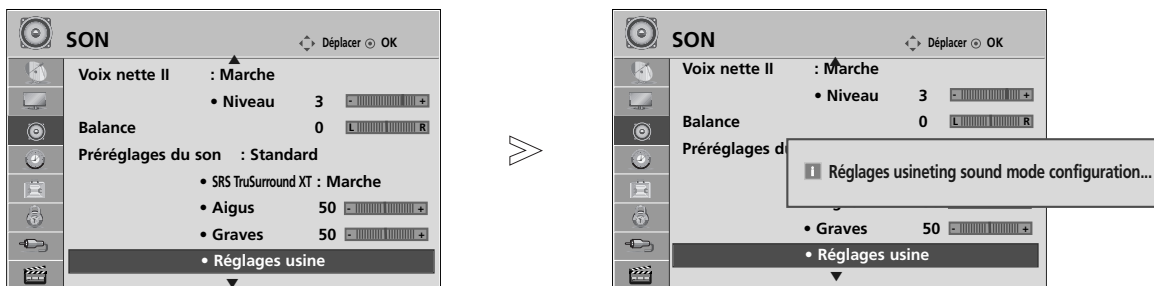 SON
Déplacer OK
Voix nette II : Marche
• Niveau 3 - +
Balance 0 L R
Préréglages du son : Standard
• SRS TruSurround XT : Marche
• Aigus 50 - +
• Graves 50 - +
• Réglages usine
SON
Déplacer OK
Voix nette II : Marche
• Niveau 3 - +
Balance 0 L R
Préréglages d
i Réglages usineting sound mode configuration...
• Graves 50 - +
• Réglages usine